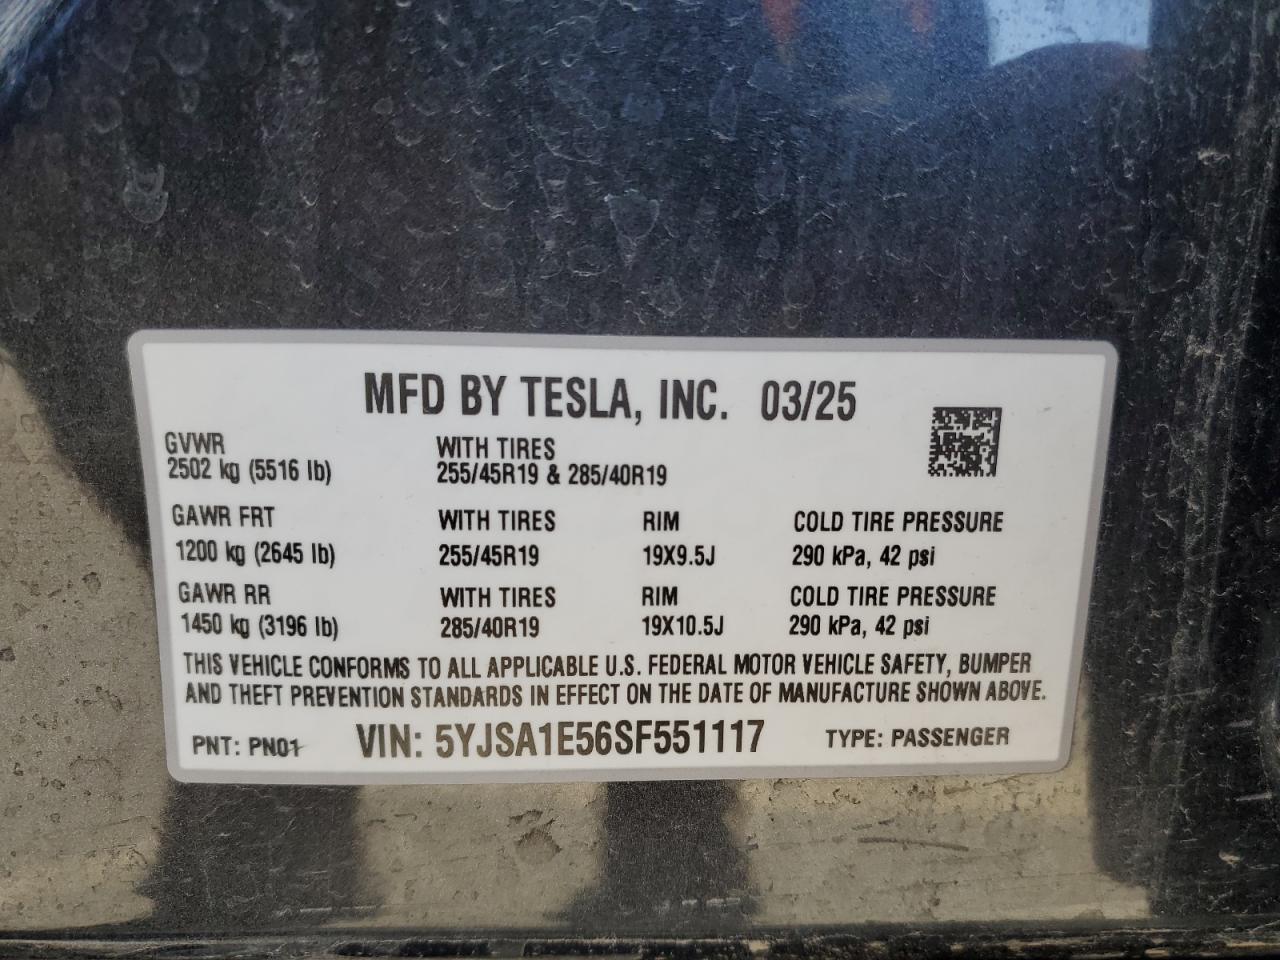 MFD BY TESLA, INC. 03/25
GVWR WITH TIRES
2502 kg (5516 lb) 255/45R19 & 285/40R19
GAWR FRT WITH TIRES RIM COLD TIRE PRESSURE
1200 kg (2645 lb) 255/45R19 19X9.5J 290 kPa, 42 psi
GAWR RR WITH TIRES RIM COLD TIRE PRESSURE
1450 kg (3196 lb) 285/40R19 19X10.5J 290 kPa, 42 psi
THIS VEHICLE CONFORMS TO ALL APPLICABLE U.S. FEDERAL MOTOR VEHICLE SAFETY, BUMPER
AND THEFT PREVENTION STANDARDS IN EFFECT ON THE DATE OF MANUFACTURE SHOWN ABOVE.
PNT: PN01 VIN: 5YJSA1E56SF551117 TYPE: PASSENGER